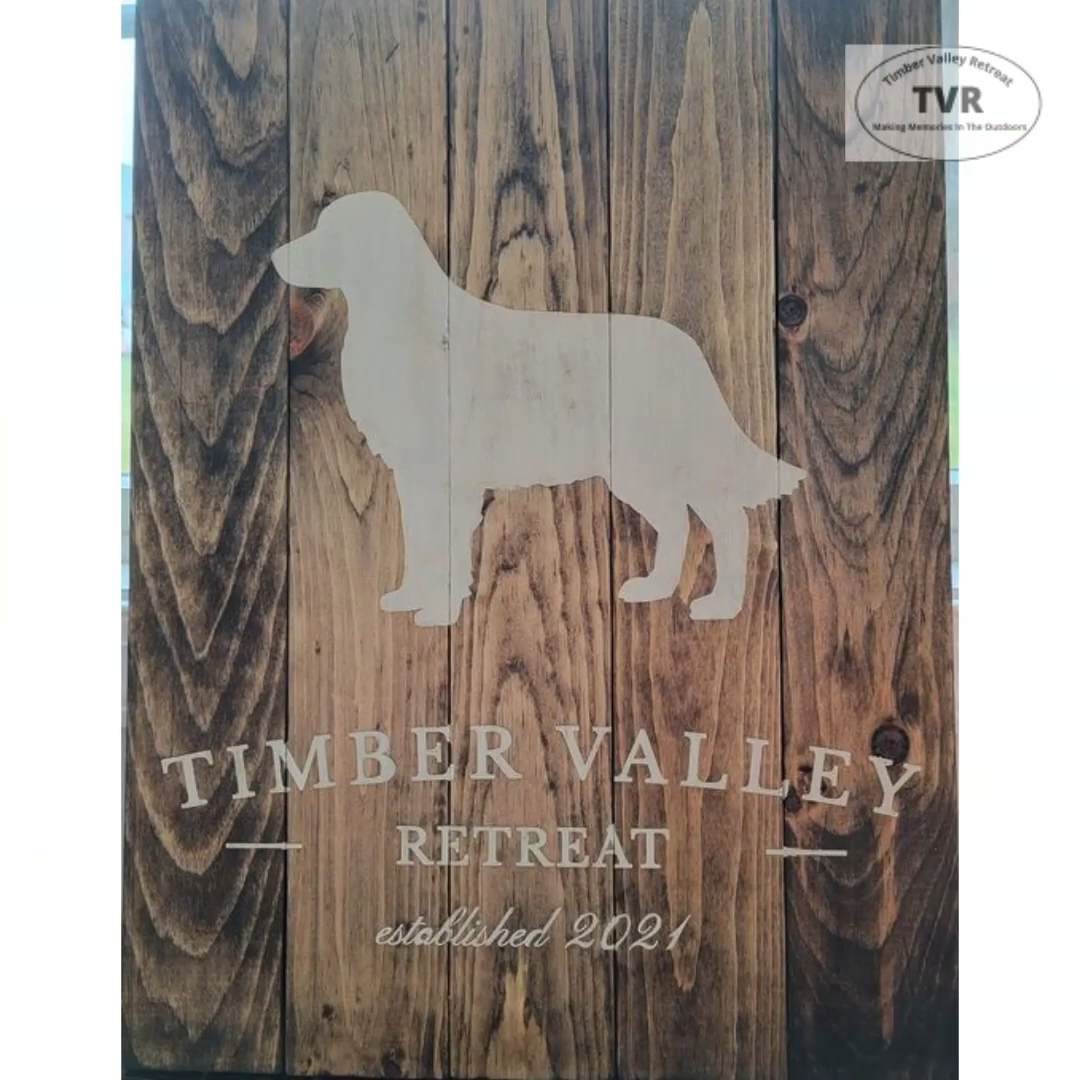 Timber Valley Retreat
TVR
Making Memories In The Outdoors
TIMBER VALLEY
RETREAT
established 2021